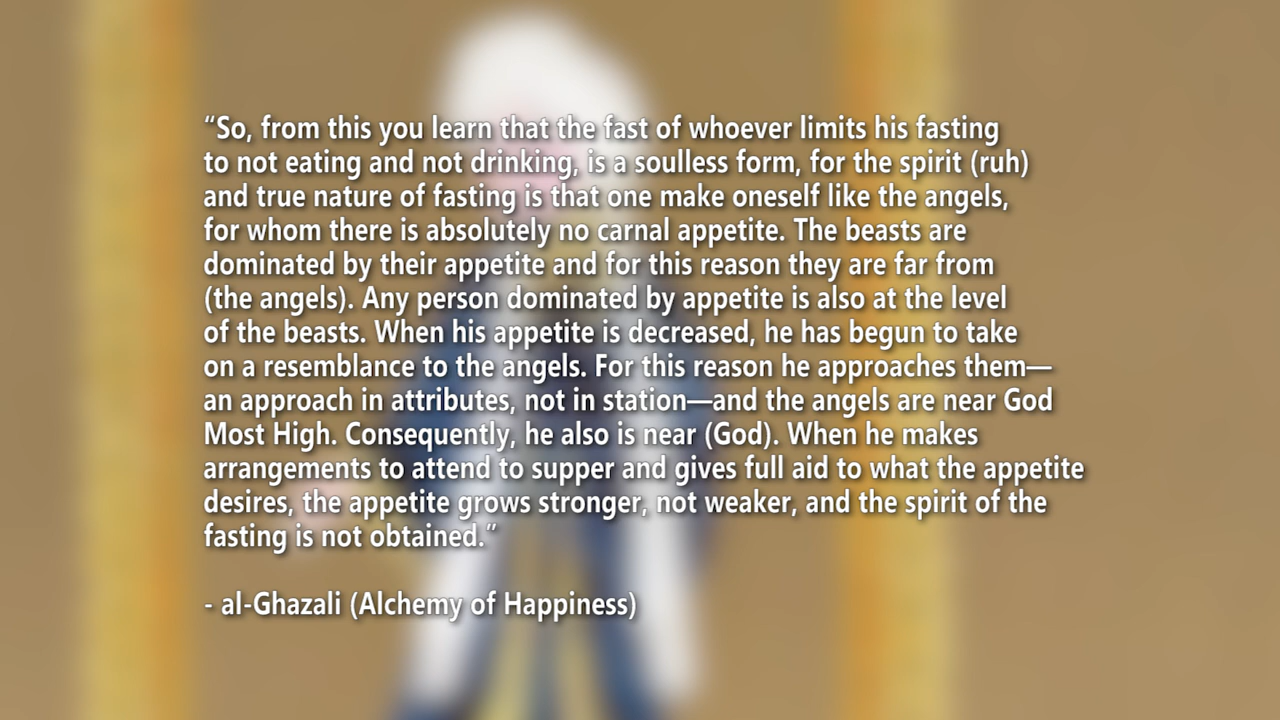 “So, from this you learn that the fast of whoever limits his fasting
to not eating and not drinking, is a soulless form, for the spirit (ruh)
and true nature of fasting is that one make oneself like the angels,
for whom there is absolutely no carnal appetite. The beasts are
dominated by their appetite and for this reason they are far from
(the angels). Any person dominated by appetite is also at the level
of the beasts. When his appetite is decreased, he has begun to take
on a resemblance to the angels. For this reason he approaches them—
an approach in attributes, not in station—and the angels are near God
Most High. Consequently, he also is near (God). When he makes
arrangements to attend to supper and gives full aid to what the appetite
desires, the appetite grows stronger, not weaker, and the spirit of the
fasting is not obtained.”
- al-Ghazali (Alchemy of Happiness)